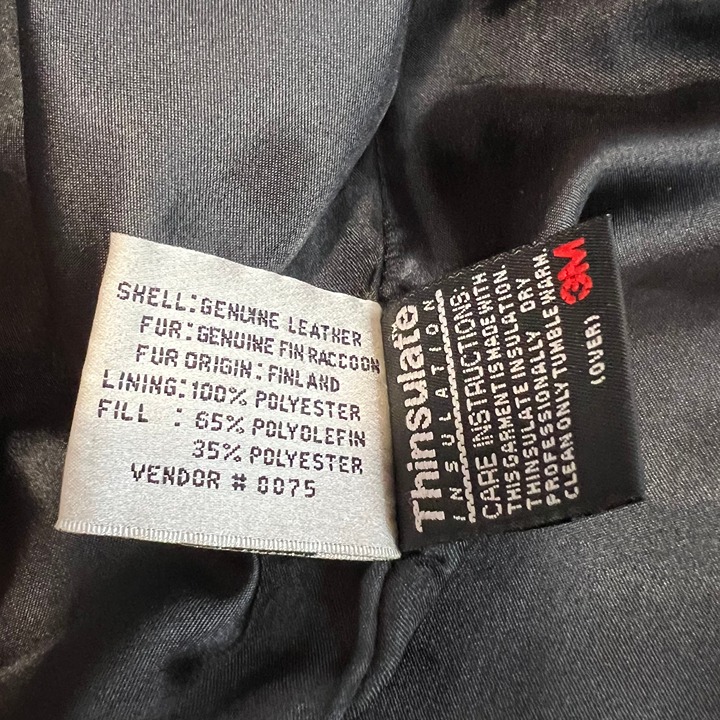 SHELL: GENUINE LEATHER
FUR: GENUINE FIN RACCOON
FUR ORIGIN: FINLAND
LINING: 100% POLYESTER
FILL : 65% POLYOLEFIN
35% POLYESTER
VENDOR # 0075
Thinsulate
INSULATION
CARE INSTRUCTIONS:
THIS GARMENT IS MADE WITH
THINSULATE INSULATION DRY
PROFESSIONALLY
CLEAN ONLY TUMBLE WARM.
3M
(OVER)